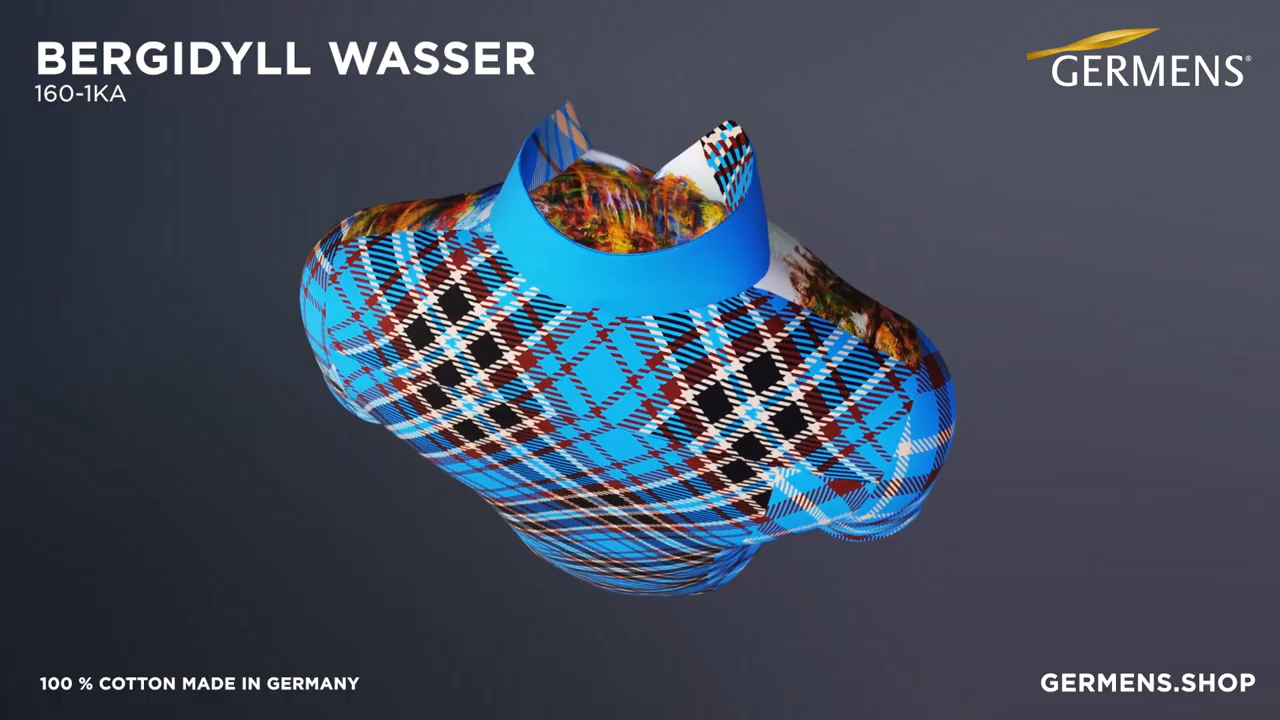 BERGIDYLL WASSER
160-1KA
GERMENS®
100 % COTTON MADE IN GERMANY
GERMENS.SHOP